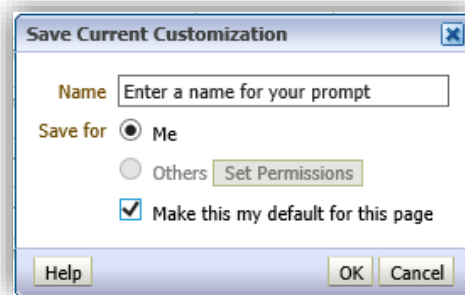 Save Current Customization
Name Enter a name for your prompt
Save for Me
Others Set Permissions
Make this my default for this page
Help OK Cancel